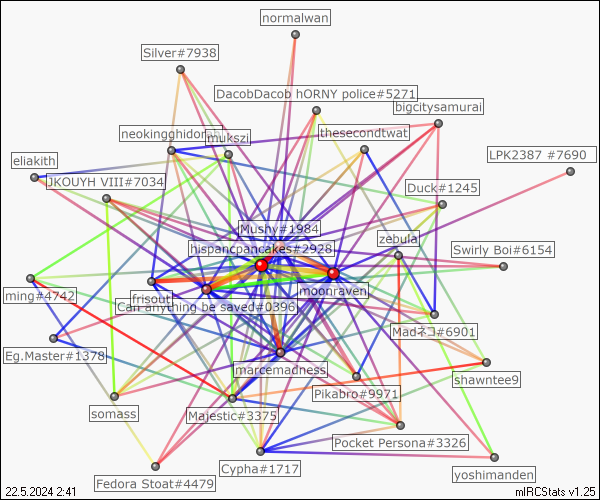 normalwan
Silver#7938
DacobDacob hORNY police#5271
bigcitysamurai
neokingghidorah
mukszi
thesecondtwat
LPK2387 #7690
eliakith
JKOUYH VIII#7034
Duck#1245
Mushy#1984
zebula
hispancpancakes#2928
Swirly Boi#6154
ming#4742
frisout
moonraven
Can anything be saved#0396
Madネコ#6901
Eg.Master#1378
marcemadness
shawntee9
somass
Majestic#3375
Pikabro#9971
Pocket Persona#3326
Cypha#1717
yoshimanden
Fedora Stoat#4479
22.5.2024 2:41
mIRCStats v1.25